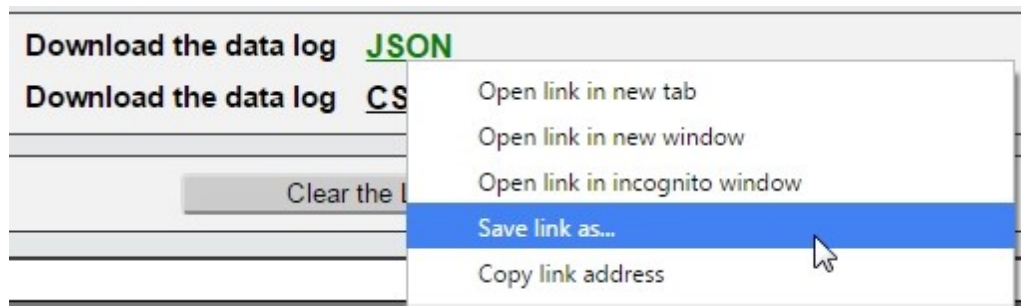 Download the data log JSON
Download the data log CS
Clear the L
Open link in new tab
Open link in new window
Open link in incognito window
Save link as...
Copy link address